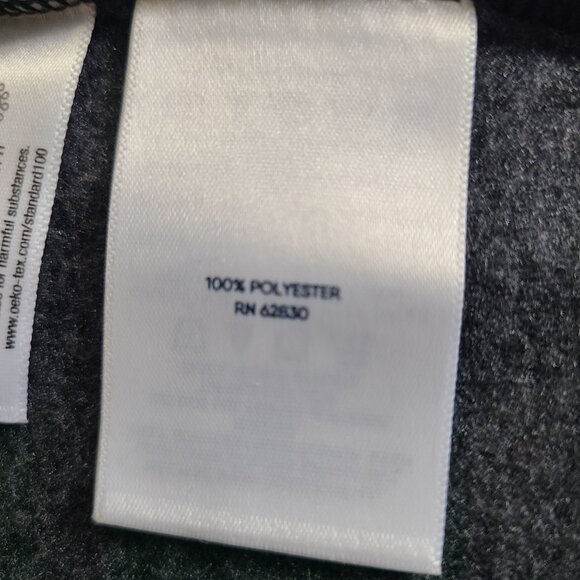 for harmful substances.
www.oeko-tex.com/standard100
100% POLYESTER
RN 62830